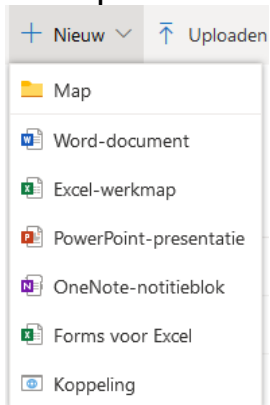 Nieuw Uploaden
Map
Word-document
Excel-werkmap
PowerPoint-presentatie
OneNote-notitieblok
Forms voor Excel
Koppeling